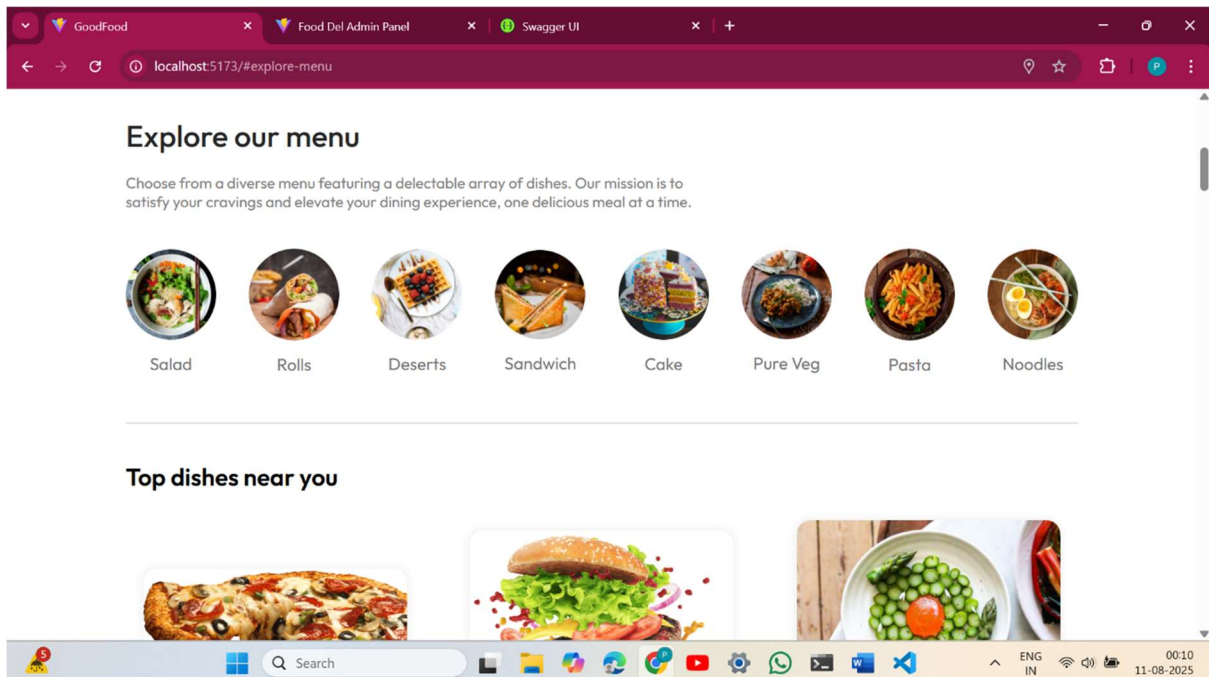 GoodFood
Food Del Admin Panel
Swagger UI
localhost:5173/#explore-menu
P
Explore our menu
Choose from a diverse menu featuring a delectable array of dishes. Our mission is to
satisfy your cravings and elevate your dining experience, one delicious meal at a time.
Salad
Rolls
Deserts
Sandwich
Cake
Pure Veg
Pasta
Noodles
Top dishes near you
5
Search
P
ENG
IN
00:10
11-08-2025